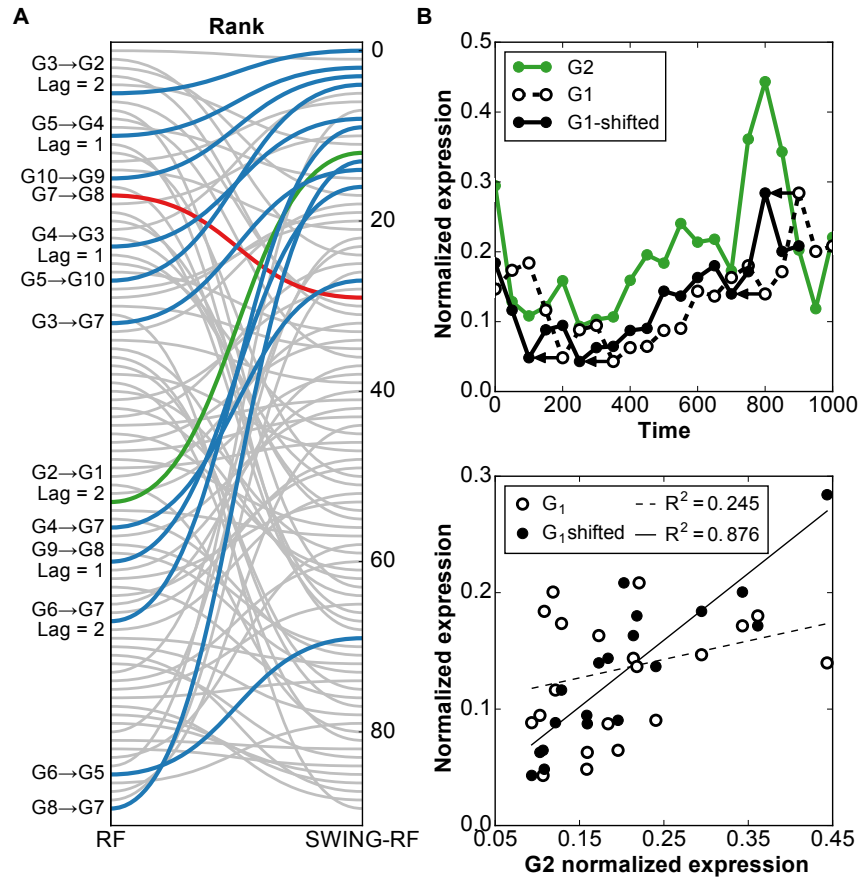 A
Rank
G3→G2
Lag = 2
G5→G4
Lag = 1
G10→G9
G7→G8
G4→G3
Lag = 1
G5→G10
G3→G7
G2→G1
Lag = 2
G4→G7
G9→G8
Lag = 1
G6→G7
Lag = 2
G6→G5
G8→G7
0
20
40
60
80
RF
SWING-RF
B
Normalized expression
0.5
0.4
0.3
0.2
0.1
0.0
G2
G1
G1-shifted
0 200 400 600 800 1000
Time
Normalized expression
0.3
0.2
0.1
0.0
G₁ R² = 0.245
G₁ shifted R² = 0.876
0.05 0.15 0.25 0.35 0.45
G2 normalized expression